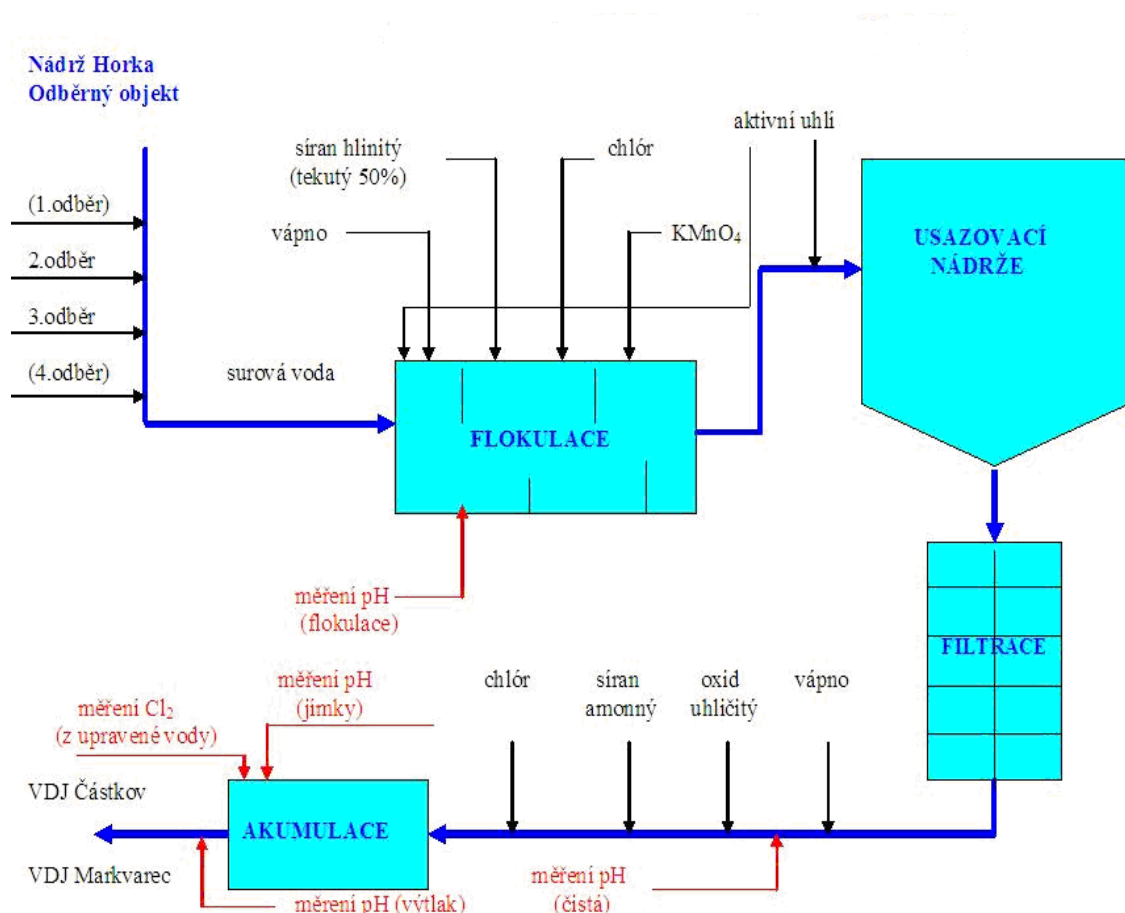 Nádrž Horka
Odběrný objekt
aktivní uhlí
síran hlinitý
(tekutý 50%)
chlór
(1.odběr)
vápno
KMnO₄
USAZOVACÍ
NÁDRŽE
2.odběr
3.odběr
(4.odběr)
surová voda
FLOKULACE
měření pH
(flokulace)
FILTRACE
měření pH
(jímky)
chlór
síran
amonný
oxid
uhličitý
vápno
měření Cl₂
(z upravené vody)
VDJ Částkov
AKUMULACE
VDJ Markvarec
měření pH
(čistá)
měření pH (výtlak)